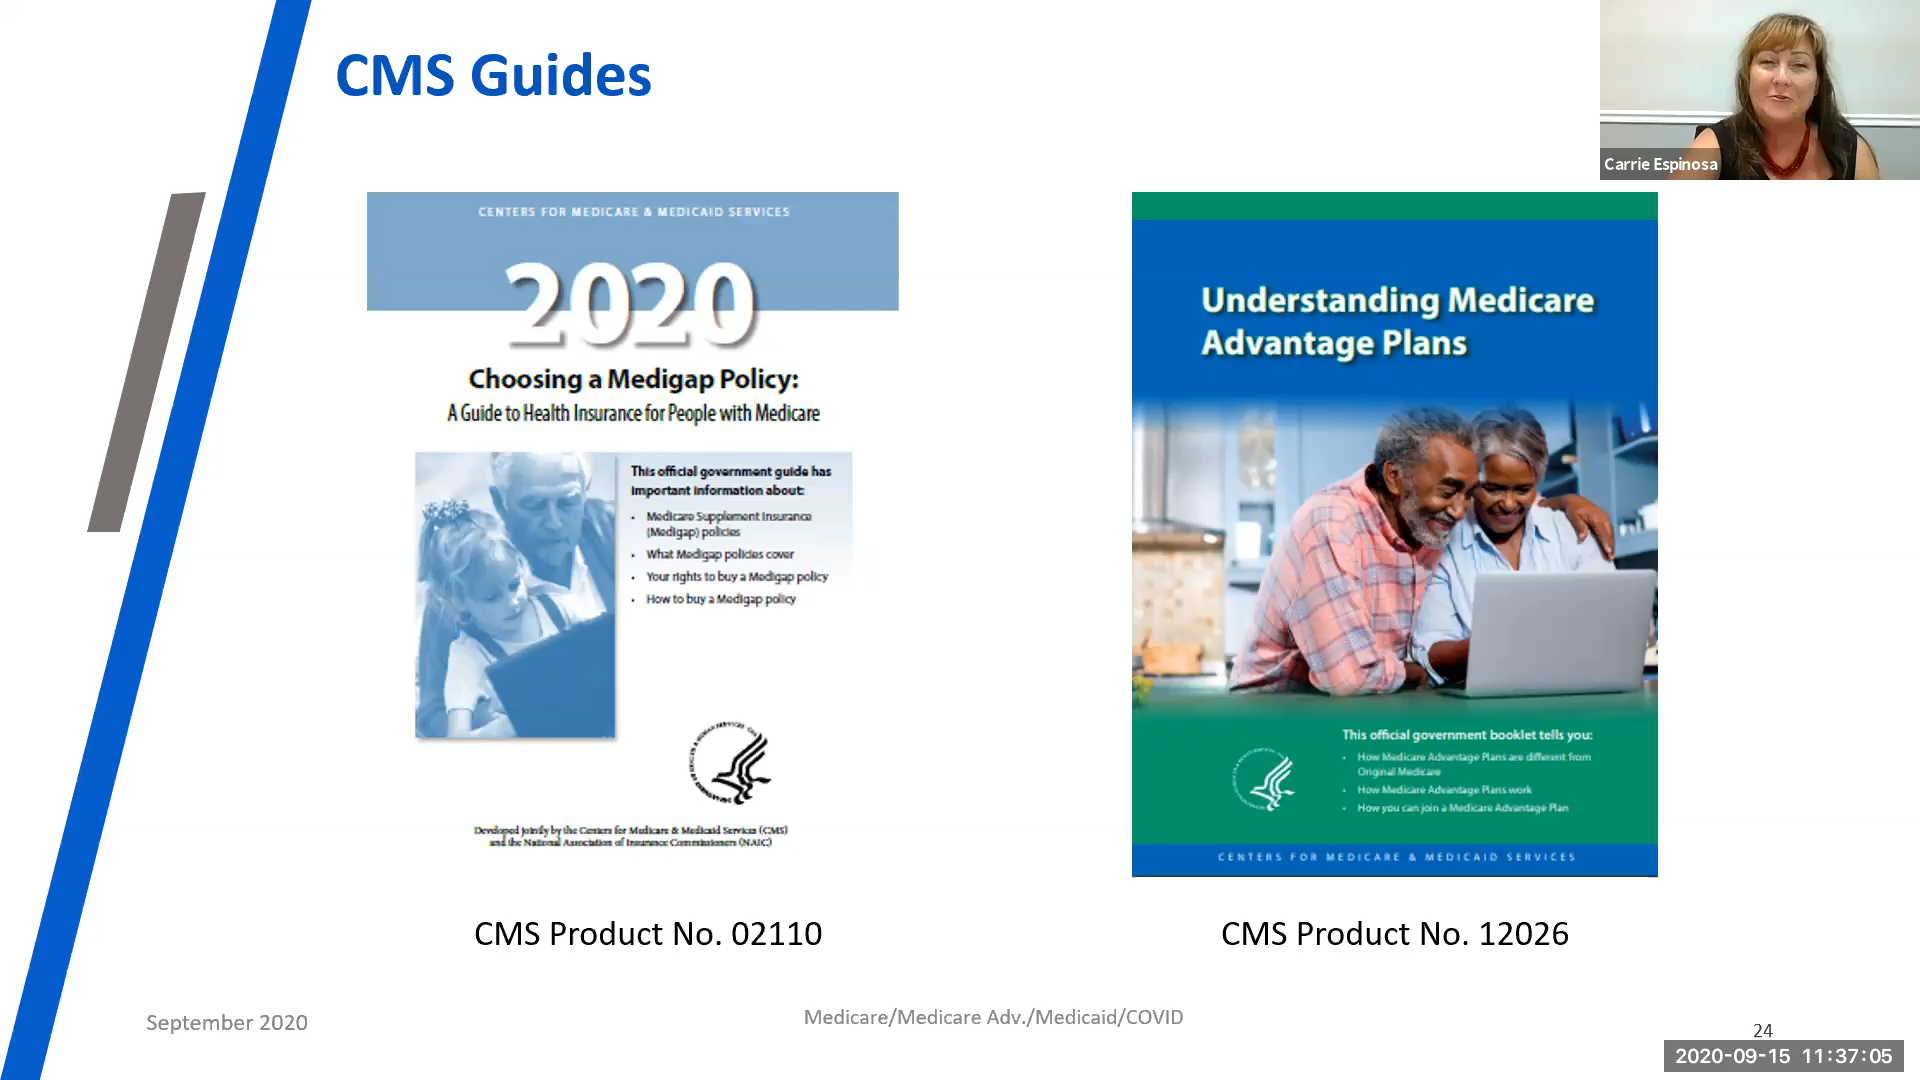 CMS Guides
Carrie Espinosa
CENTERS FOR MEDICARE & MEDICAID SERVICES
2020
Choosing a Medigap Policy:
A Guide to Health Insurance for People with Medicare
This official government guide has
important information about:
• Medicare Supplement Insurance
(Medigap) policies
• What Medigap policies cover
• Your rights to buy a Medigap policy
• How to buy a Medigap policy
Developed jointly by the Centers for Medicare & Medicaid Services (CMS)
and the National Association of Insurance Commissioners (NAIC)
CMS Product No. 02110
Understanding Medicare
Advantage Plans
This official government booklet tells you:
• How Medicare Advantage Plans are different from
Original Medicare
• How Medicare Advantage Plans work
• How you can join a Medicare Advantage Plan
CENTERS FOR MEDICARE & MEDICAID SERVICES
CMS Product No. 12026
September 2020
Medicare/Medicare Adv./Medicaid/COVID
24
2020-09-15 11:37:05